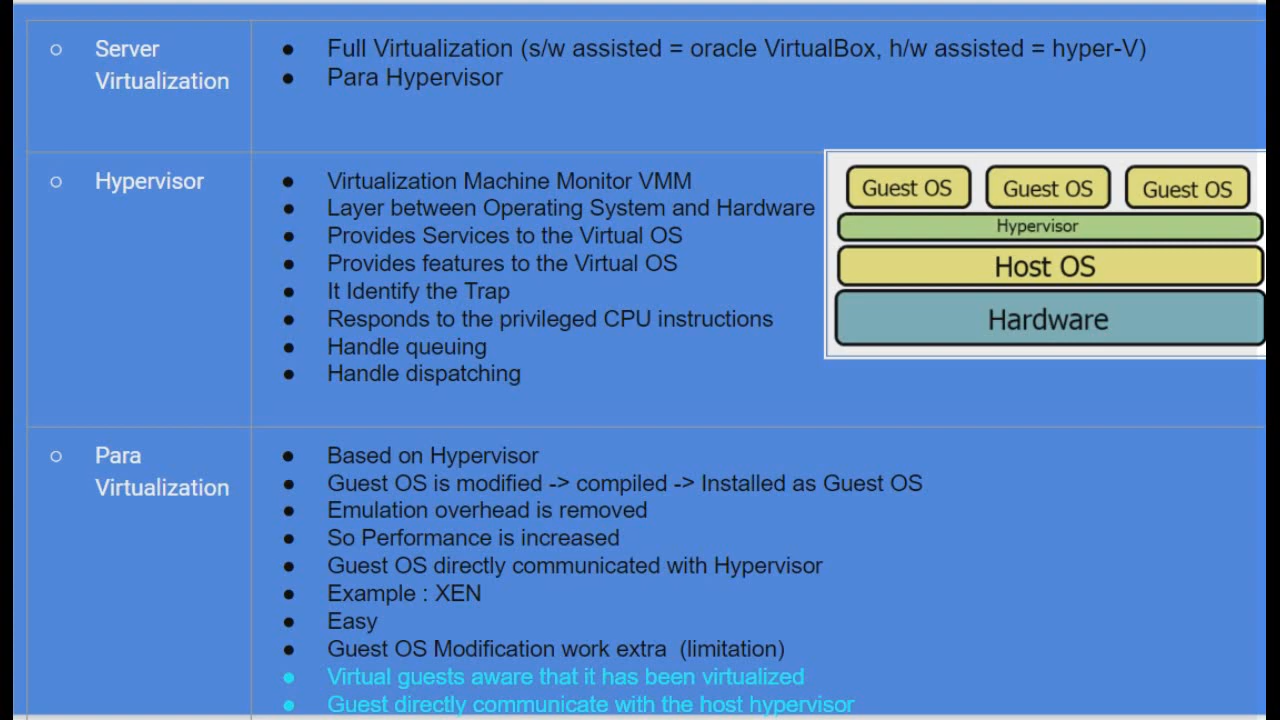 Server
Virtualization
Full Virtualization (s/w assisted = oracle VirtualBox, h/w assisted = hyper-V)
Para Hypervisor
Hypervisor
Virtualization Machine Monitor VMM
Layer between Operating System and Hardware
Provides Services to the Virtual OS
Provides features to the Virtual OS
It Identify the Trap
Responds to the privileged CPU instructions
Handle queuing
Handle dispatching
Guest OS Guest OS Guest OS
Hypervisor
Host OS
Hardware
Para
Virtualization
Based on Hypervisor
Guest OS is modified -> compiled -> Installed as Guest OS
Emulation overhead is removed
So Performance is increased
Guest OS directly communicated with Hypervisor
Example : XEN
Easy
Guest OS Modification work extra (limitation)
Virtual guests aware that it has been virtualized
Guest directly communicate with the host hypervisor